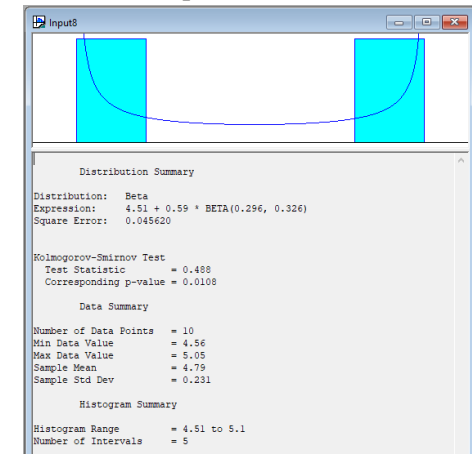 Input8
Distribution Summary
Distribution: Beta
Expression: 4.51 + 0.59 * BETA(0.296, 0.326)
Square Error: 0.045620
Kolmogorov-Smirnov Test
Test Statistic = 0.488
Corresponding p-value = 0.0108
Data Summary
Number of Data Points = 10
Min Data Value = 4.56
Max Data Value = 5.05
Sample Mean = 4.79
Sample Std Dev = 0.231
Histogram Summary
Histogram Range = 4.51 to 5.1
Number of Intervals = 5